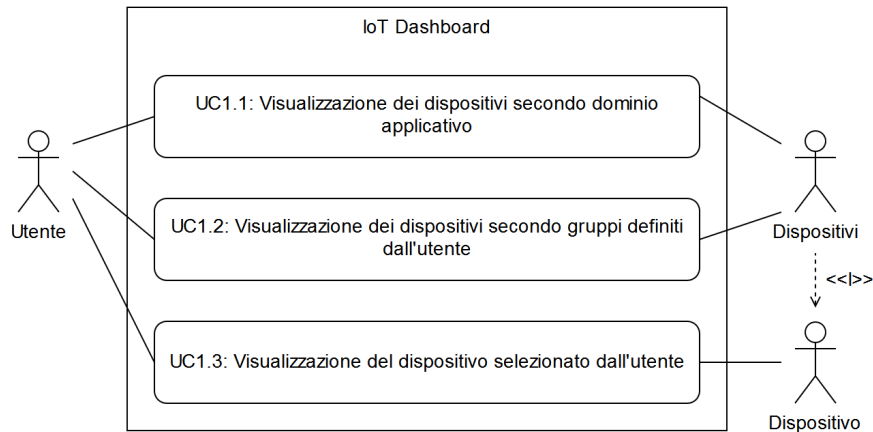 IoT Dashboard
UC1.1: Visualizzazione dei dispositivi secondo dominio
applicativo
Utente
UC1.2: Visualizzazione dei dispositivi secondo gruppi definiti
dall'utente
Dispositivi
<<I>>
UC1.3: Visualizzazione del dispositivo selezionato dall'utente
Dispositivo